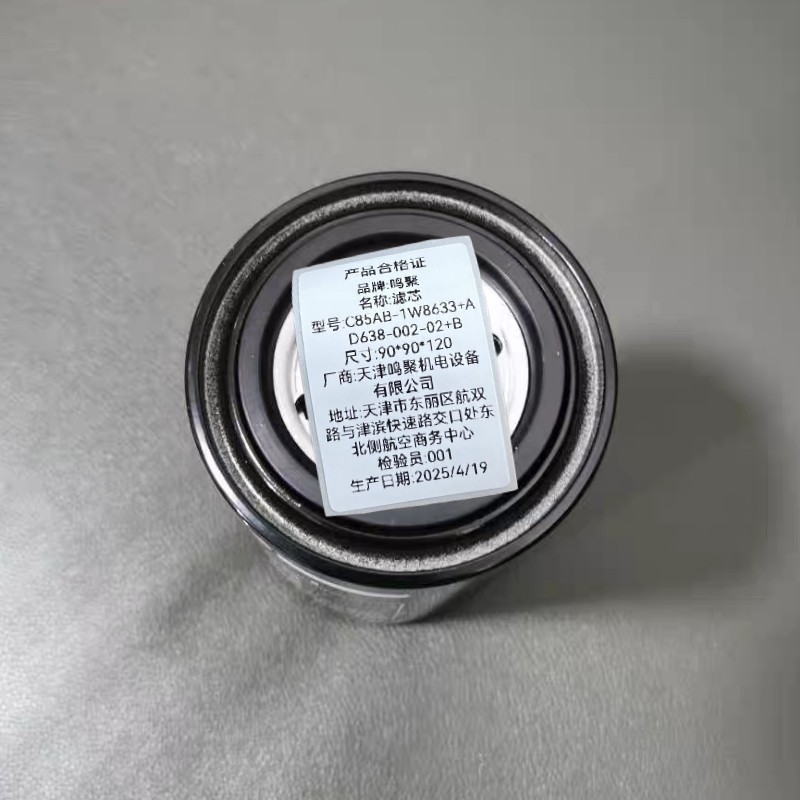 产品合格证
品牌:鸣聚
名称:滤芯
型号:C85AB-1W8633+A
D638-002-02+B
尺寸:90*90*120
厂商:天津鸣聚机电设备
有限公司
地址:天津市东丽区航双
路与津滨快速路交口处东
北侧航空商务中心
检验员:001
生产日期:2025/4/19